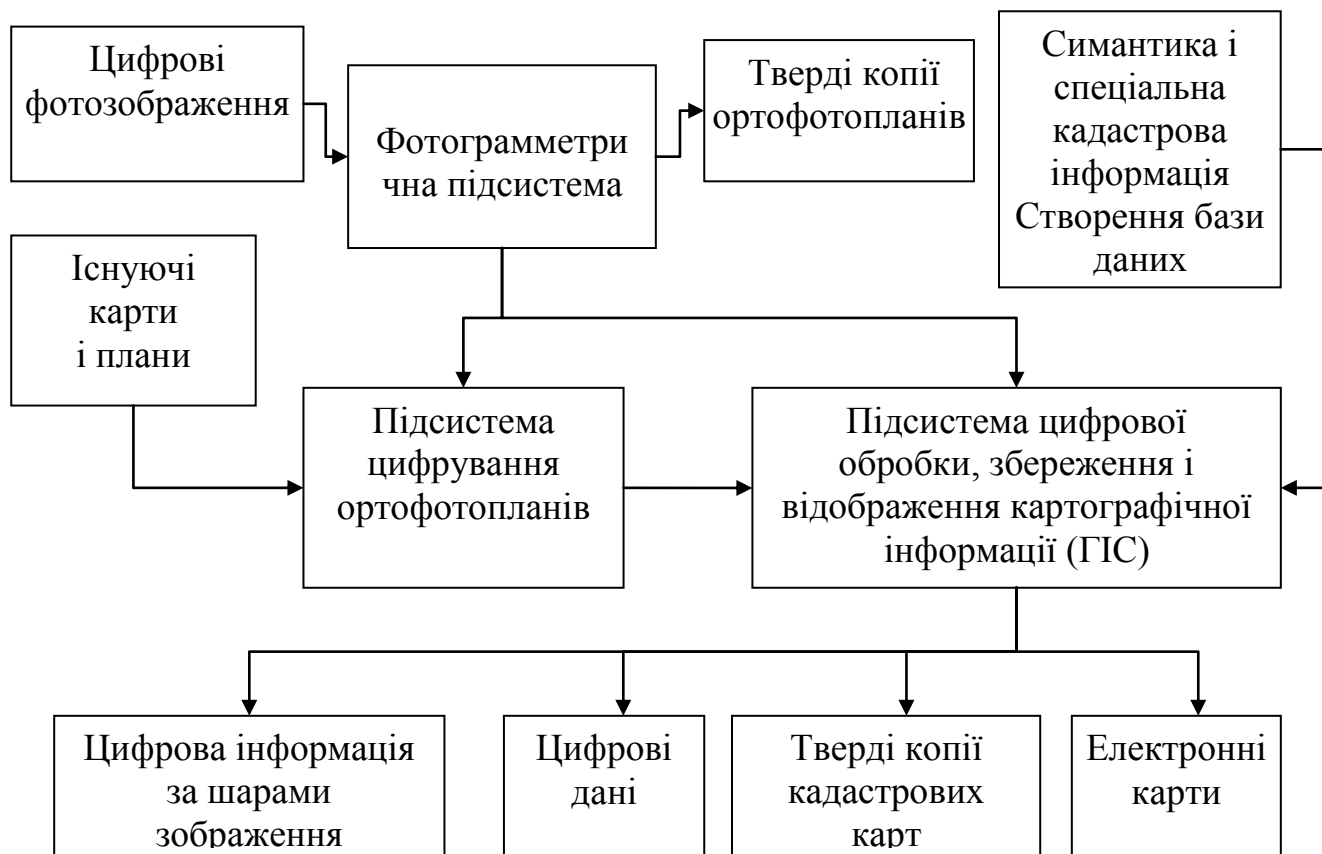 Цифрові
фотозображення
Фотограмметри
чна підсистема
Тверді копії
ортофотопланів
Симантика і
спеціальна
кадастрова
інформація
Створення бази
даних
Існуючі
карти
і плани
Підсистема
цифрування
ортофотопланів
Підсистема цифрової
обробки, збереження і
відображення картографічної
інформації (ГІС)
Цифрова інформація
за шарами
зображення
Цифрові
дані
Тверді копії
кадастрових
карт
Електронні
карти